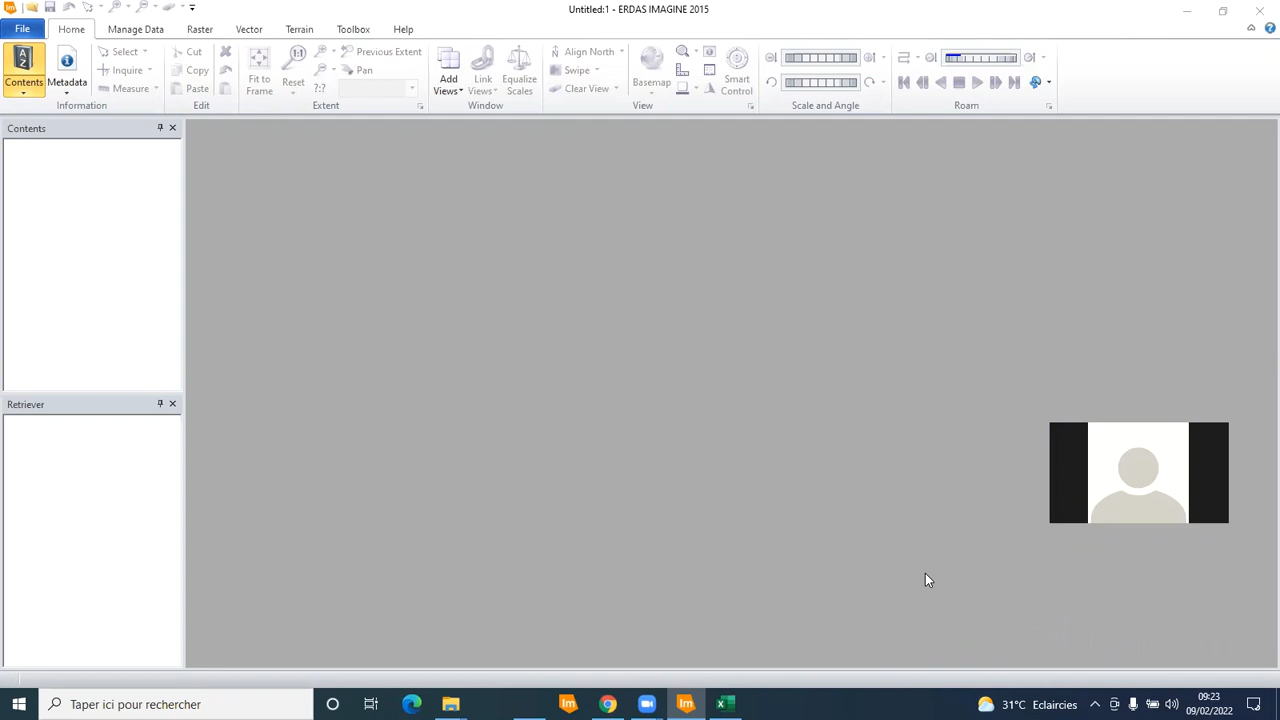 Untitled:1 - ERDAS IMAGINE 2015
File Home Manage Data Raster Vector Terrain Toolbox Help
Contents
Metadata
Select
Inquire
Measure
Information
Cut
Copy
Paste
Edit
Fit to Frame
1:1
Reset
Previous Extent
Pan
?:?
Extent
Add Views
Link Views
Equalize Scales
Window
Align North
Swipe
Clear View
Basemap
Smart Control
View
Scale and Angle
Roam
Contents
Retriever
Taper ici pour rechercher
31°C Eclaircies
09:23
09/02/2022